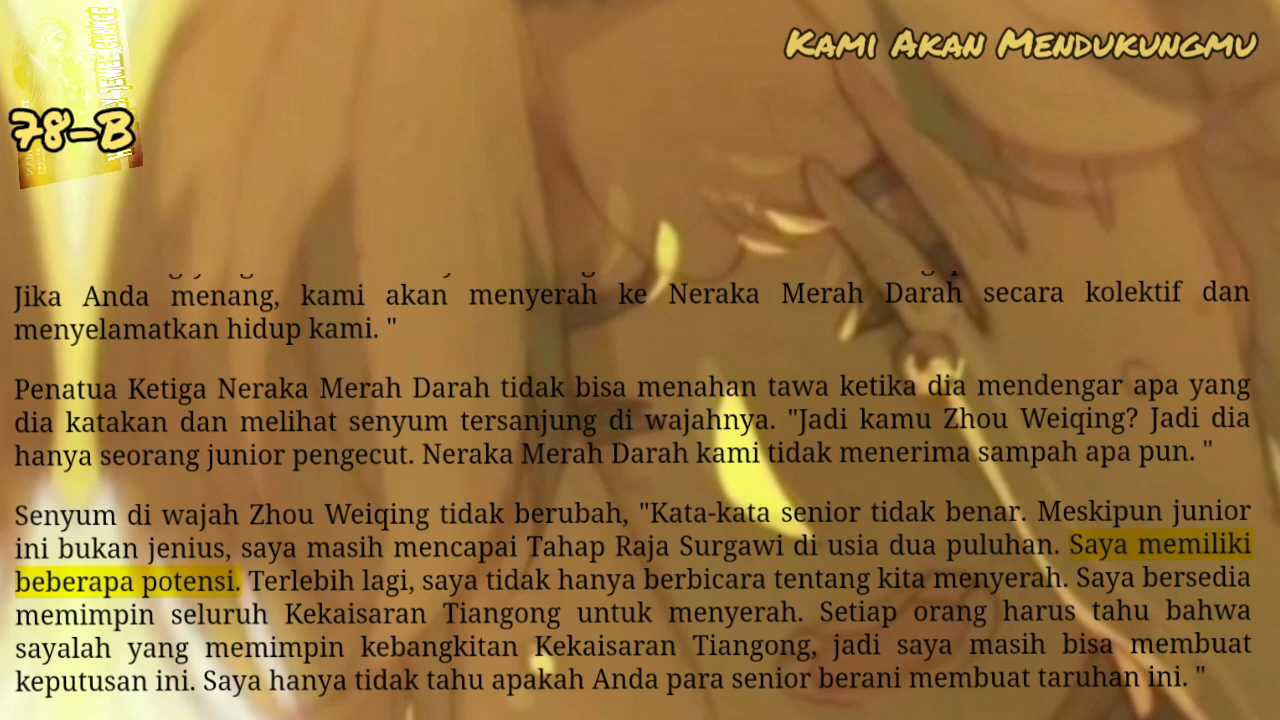 Kami Akan Mendukungmu
78-B
Jika Anda menang, kami akan menyerah ke Neraka Merah Darah secara kolektif dan
menyelamatkan hidup kami. "
Penatua Ketiga Neraka Merah Darah tidak bisa menahan tawa ketika dia mendengar apa yang
dia katakan dan melihat senyum tersanjung di wajahnya. "Jadi kamu Zhou Weiqing? Jadi dia
hanya seorang junior pengecut. Neraka Merah Darah kami tidak menerima sampah apa pun. "
Senyum di wajah Zhou Weiqing tidak berubah, "Kata-kata senior tidak benar. Meskipun junior
ini bukan jenius, saya masih mencapai Tahap Raja Surgawi di usia dua puluhan. Saya memiliki
beberapa potensi. Terlebih lagi, saya tidak hanya berbicara tentang kita menyerah. Saya bersedia
memimpin seluruh Kekaisaran Tiangong untuk menyerah. Setiap orang harus tahu bahwa
sayalah yang memimpin kebangkitan Kekaisaran Tiangong, jadi saya masih bisa membuat
keputusan ini. Saya hanya tidak tahu apakah Anda para senior berani membuat taruhan ini. "